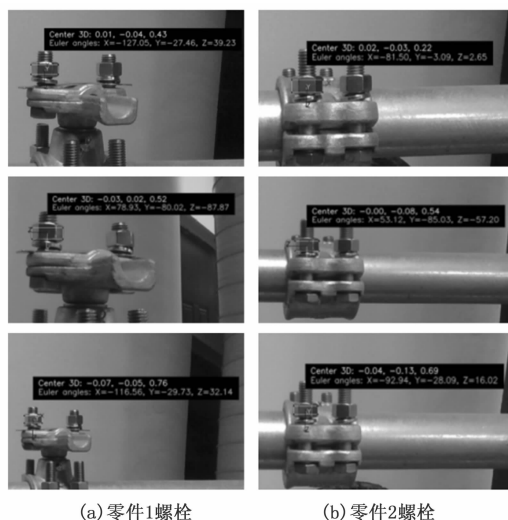 Center 3D: 0.01, -0.04, 0.43
Euler angles: X=-127.05, Y=-27.46, Z=39.23
Center 3D: 0.02, -0.03, 0.22
Euler angles: X=-81.50, Y=-3.09, Z=2.65
Center 3D: -0.03, 0.02, 0.52
Euler angles: X=78.93, Y=-80.02, Z=-87.87
Center 3D: -0.00, -0.08, 0.54
Euler angles: X=53.12, Y=-85.03, Z=-57.20
Center 3D: -0.07, -0.05, 0.76
Euler angles: X=-116.56, Y=-29.73, Z=32.14
Center 3D: -0.04, -0.13, 0.69
Euler angles: X=-92.94, Y=-28.09, Z=16.02
(a)零件1螺栓
(b)零件2螺栓